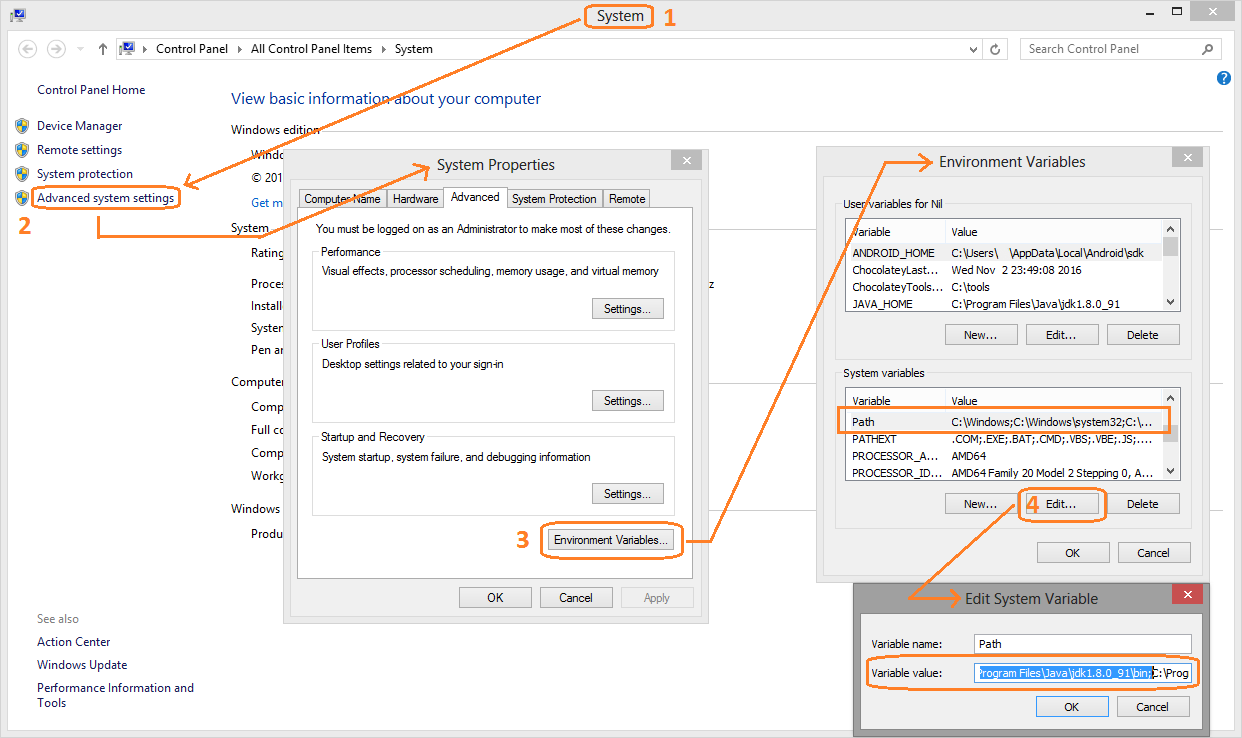 System 1
Control Panel All Control Panel Items System
Search Control Panel
Control Panel Home
Device Manager
Remote settings
System protection
Advanced system settings
2
See also
Action Center
Windows Update
Performance Information and
Tools
View basic information about your computer
Windows edition
© 201
Get m
System
Rating
Proces
z
Install
System
Pen ar
Computer
Comp
Full co
Comp
Workg
Windows
Produ
System Properties
Computer Name Hardware Advanced System Protection Remote
You must be logged on as an Administrator to make most of these changes.
Performance
Visual effects, processor scheduling, memory usage, and virtual memory
Settings...
User Profiles
Desktop settings related to your sign-in
Settings...
Startup and Recovery
System startup, system failure, and debugging information
Settings...
3 Environment Variables...
OK Cancel Apply
Environment Variables
User variables for Nil
Variable Value
ANDROID_HOME C:\Users\ \AppData\Local\Android\sdk
ChocolateyLast... Wed Nov 2 23:49:08 2016
ChocolateyTools... C:\tools
JAVA_HOME C:\Program Files\Java\jdk1.8.0_91
New... Edit... Delete
System variables
Variable Value
Path C:\Windows;C:\Windows\system32;C:\...
PATHEXT .COM;.EXE;.BAT;.CMD;.VBS;.VBE;.JS;....
PROCESSOR_A... AMD64
PROCESSOR_ID... AMD64 Family 20 Model 2 Stepping 0, A...
New... 4 Edit... Delete
OK Cancel
Edit System Variable
Variable name: Path
Variable value: Program Files\Java\jdk1.8.0_91\bin;C:\Prog
OK Cancel